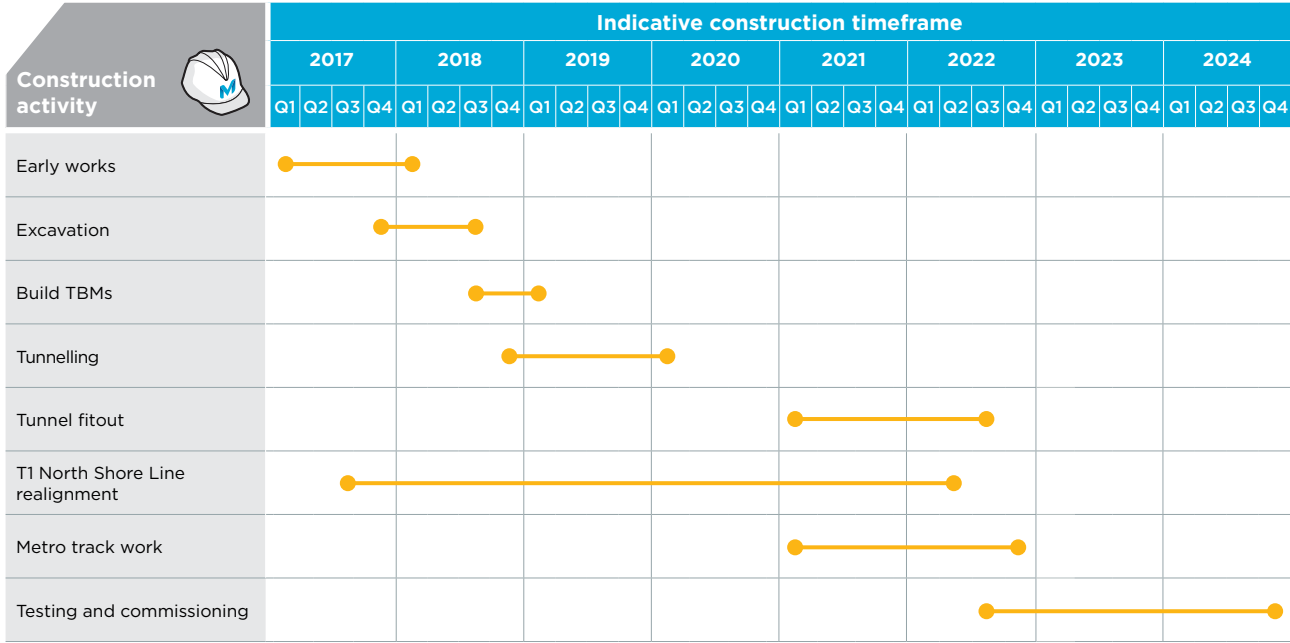 Indicative construction timeframe
Construction
activity
M
2017 2018 2019 2020 2021 2022 2023 2024
Q1 Q2 Q3 Q4 Q1 Q2 Q3 Q4 Q1 Q2 Q3 Q4 Q1 Q2 Q3 Q4 Q1 Q2 Q3 Q4 Q1 Q2 Q3 Q4 Q1 Q2 Q3 Q4 Q1 Q2 Q3 Q4
Early works
Excavation
Build TBMs
Tunnelling
Tunnel fitout
T1 North Shore Line
realignment
Metro track work
Testing and commissioning